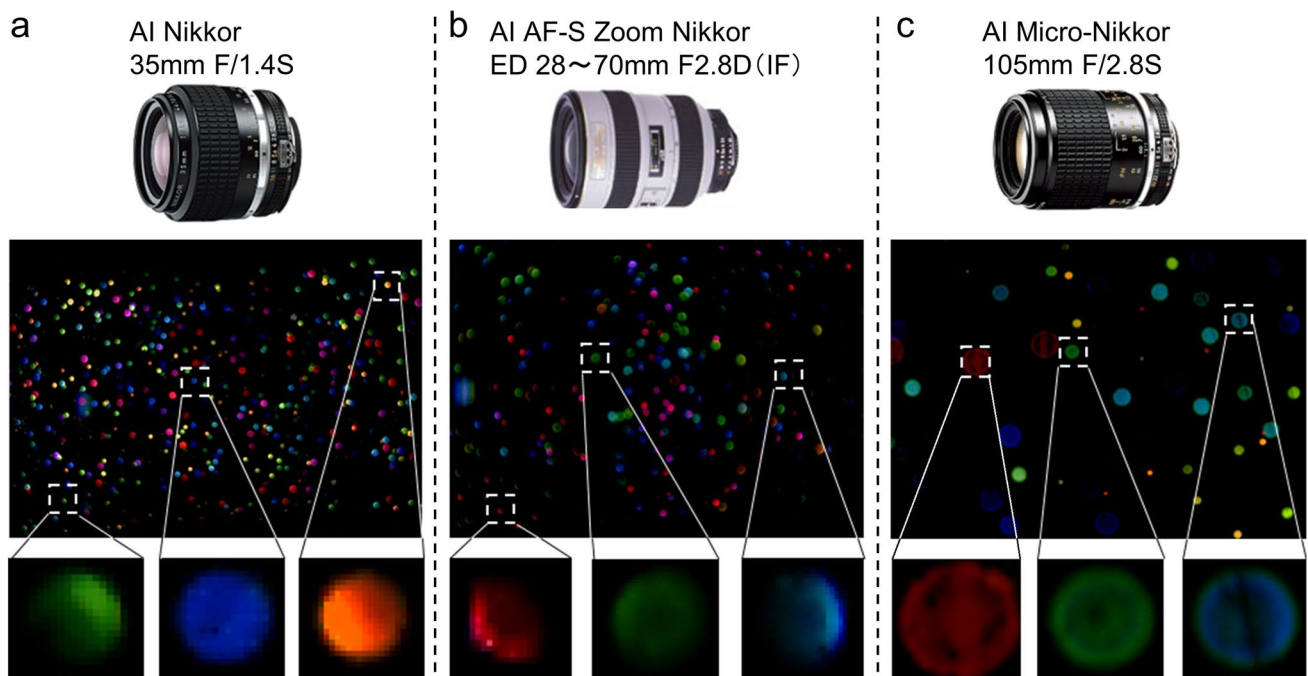 a
AI Nikkor
35mm F/1.4S
b
AI AF-S Zoom Nikkor
ED 28～70mm F2.8D（IF）
c
AI Micro-Nikkor
105mm F/2.8S